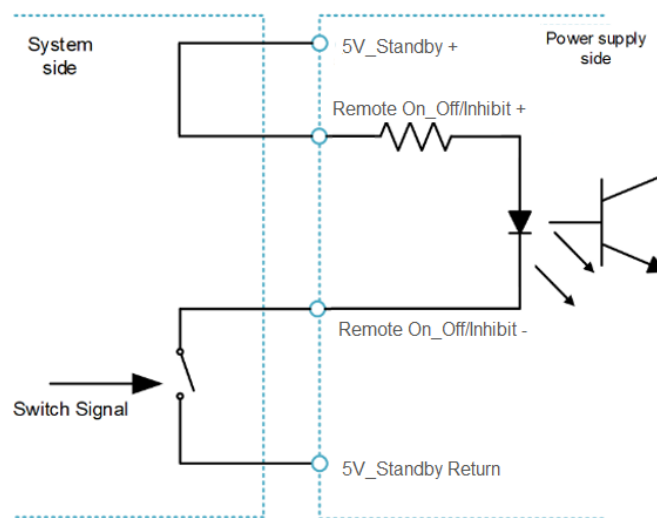 System
side
5V_Standby +
Power supply
side
Remote On_Off/Inhibit +
Remote On_Off/Inhibit -
Switch Signal
5V_Standby Return